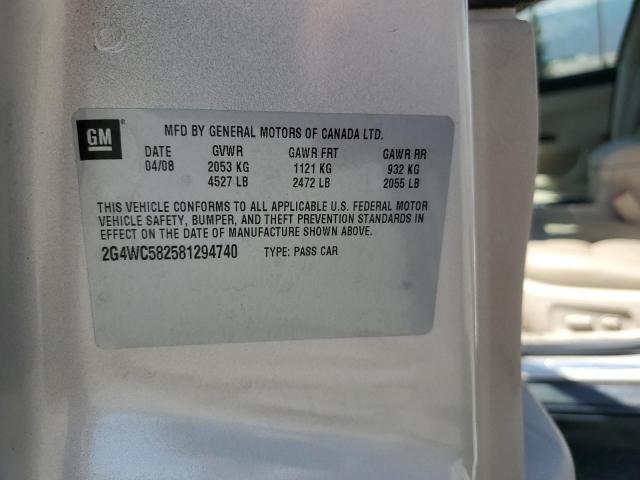 GM
MFD BY GENERAL MOTORS OF CANADA LTD.
DATE GVWR GAWR FRT GAWR RR
04/08 2053 KG 1121 KG 932 KG
4527 LB 2472 LB 2055 LB
THIS VEHICLE CONFORMS TO ALL APPLICABLE U.S. FEDERAL MOTOR
VEHICLE SAFETY, BUMPER, AND THEFT PREVENTION STANDARDS IN
EFFECT ON THE DATE OF MANUFACTURE SHOWN ABOVE.
2G4WC582581294740 TYPE: PASS CAR